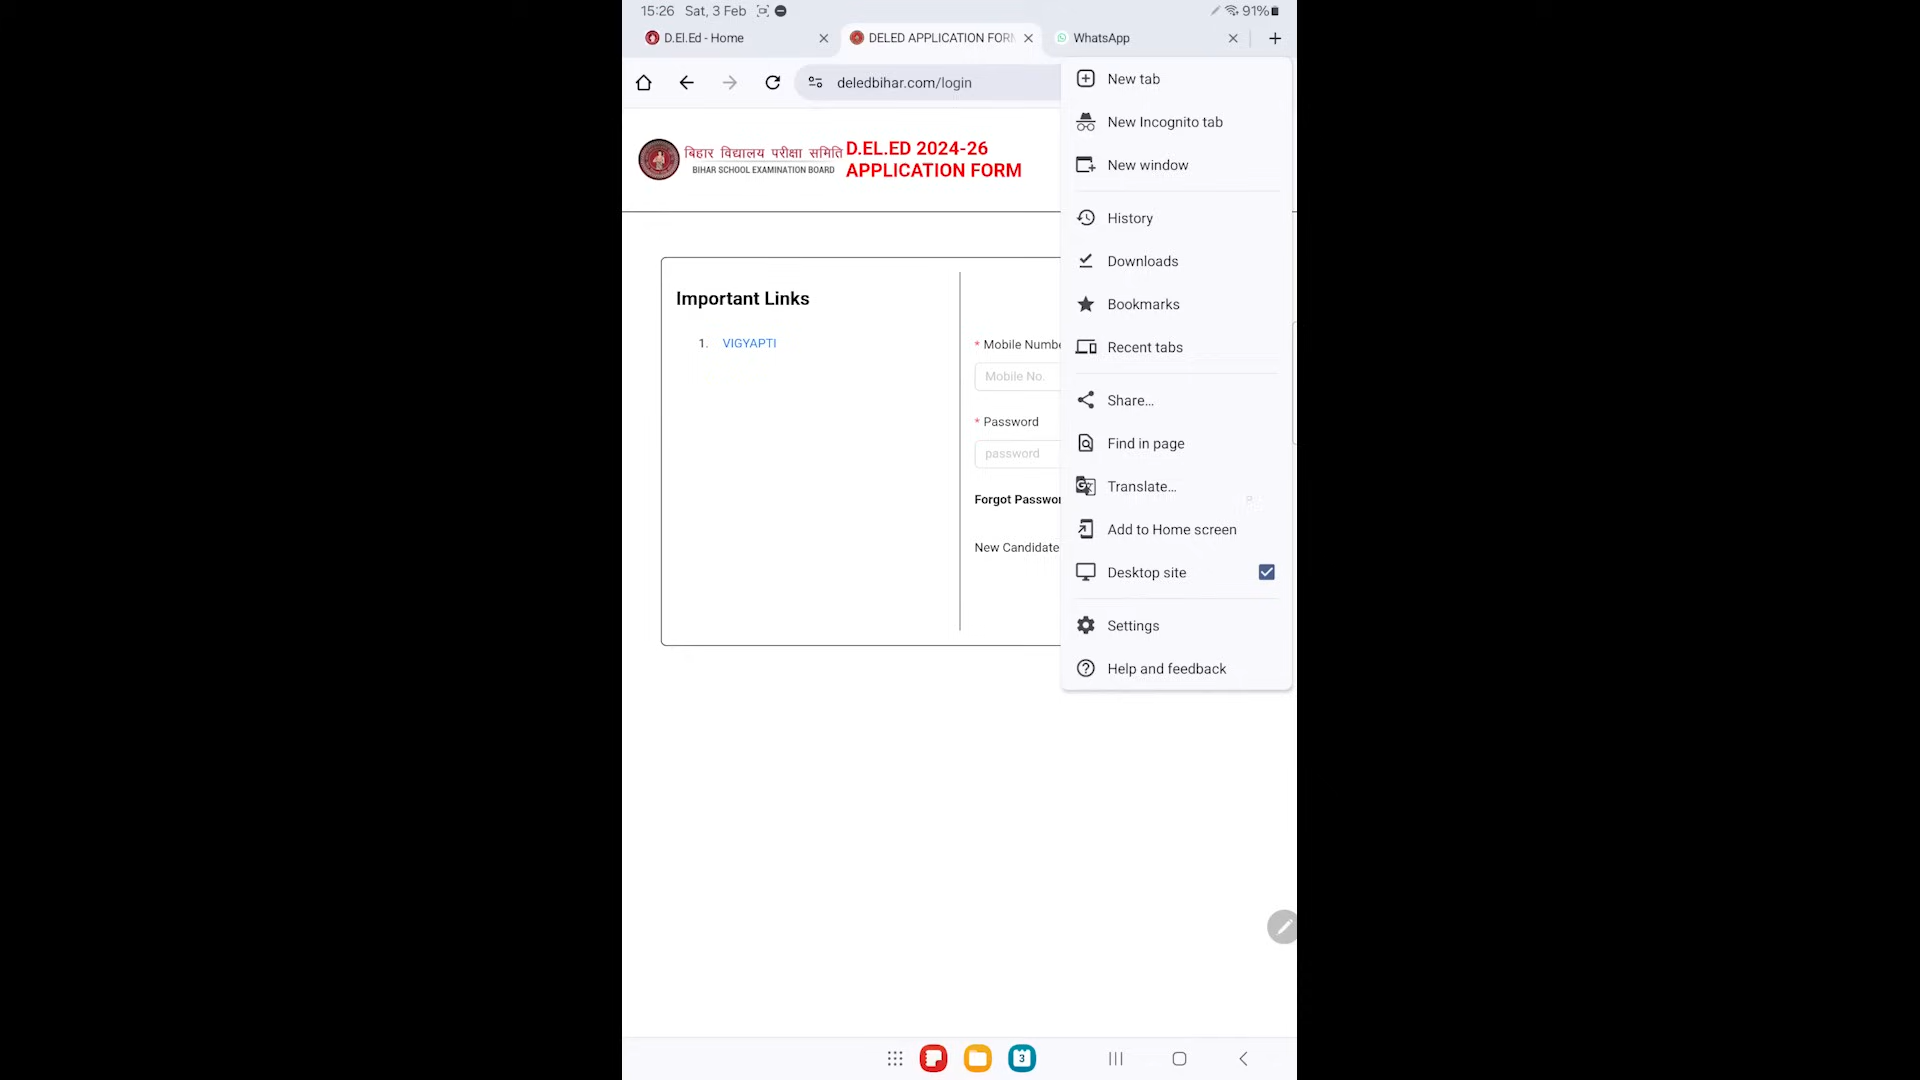 15:26 Sat, 3 Feb
91%
D.El.Ed - Home
DELED APPLICATION FORM
WhatsApp
deledbihar.com/login
बिहार विद्यालय परीक्षा समिति
BIHAR SCHOOL EXAMINATION BOARD
D.EL.ED 2024-26
APPLICATION FORM
Important Links
1. VIGYAPTI
* Mobile Numbe
Mobile No.
* Password
password
Forgot Passwor
New Candidate
New tab
New Incognito tab
New window
History
Downloads
Bookmarks
Recent tabs
Share...
Find in page
Translate...
Add to Home screen
Desktop site
Settings
Help and feedback
3